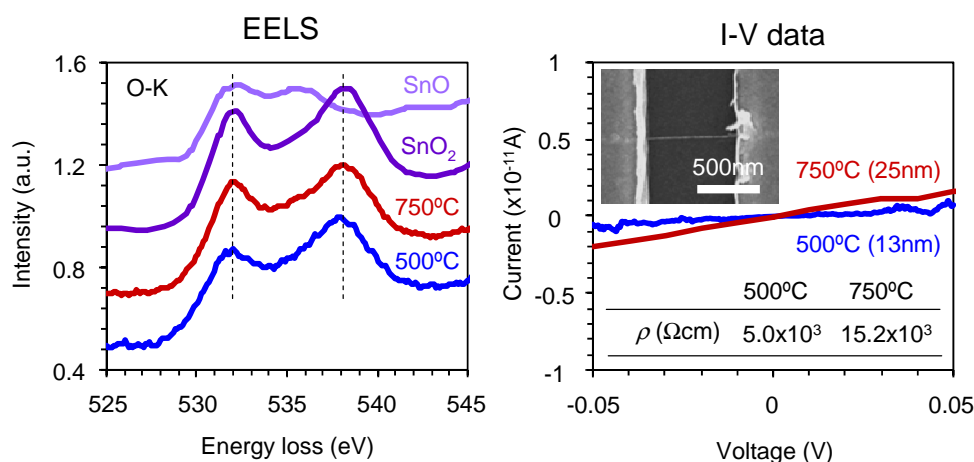 EELS
O-K
SnO
SnO₂
750ºC
500ºC
1.6
1.2
0.8
0.4
Intensity (a.u.)
525 530 535 540 545
Energy loss (eV)
I-V data
500nm
750ºC (25nm)
500ºC (13nm)
500ºC 750ºC
ρ (Ωcm) 5.0x10³ 15.2x10³
1
0.5
0
-0.5
-1
Current (x10⁻¹¹A)
-0.05 0 0.05
Voltage (V)